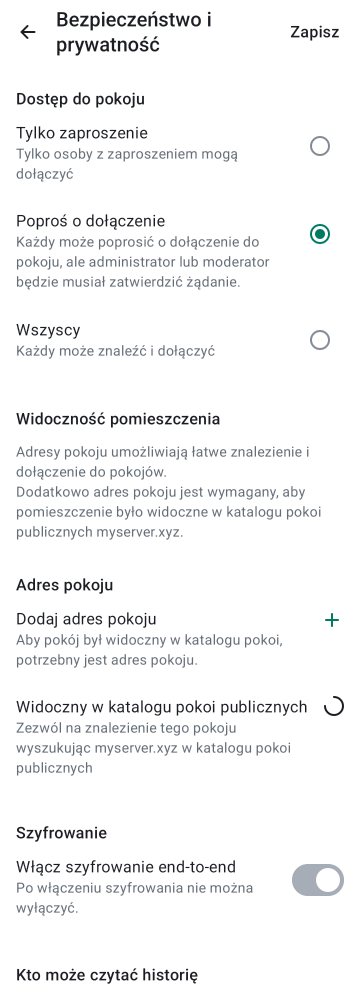 Bezpieczeństwo i
prywatność
Zapisz
Dostęp do pokoju
Tylko zaproszenie
Tylko osoby z zaproszeniem mogą
dołączyć
Poproś o dołączenie
Każdy może poprosić o dołączenie do
pokoju, ale administrator lub moderator
będzie musiał zatwierdzić żądanie.
Wszyscy
Każdy może znaleźć i dołączyć
Widoczność pomieszczenia
Adresy pokoju umożliwiają łatwe znalezienie i
dołączenie do pokojów.
Dodatkowo adres pokoju jest wymagany, aby
pomieszczenie było widoczne w katalogu pokoi
publicznych myserver.xyz.
Adres pokoju
Dodaj adres pokoju
Aby pokój był widoczny w katalogu pokoi,
potrzebny jest adres pokoju.
Widoczny w katalogu pokoi publicznych
Zezwól na znalezienie tego pokoju
wyszukując myserver.xyz w katalogu pokoi
publicznych
Szyfrowanie
Włącz szyfrowanie end-to-end
Po włączeniu szyfrowania nie można
wyłączyć.
Kto może czytać historię